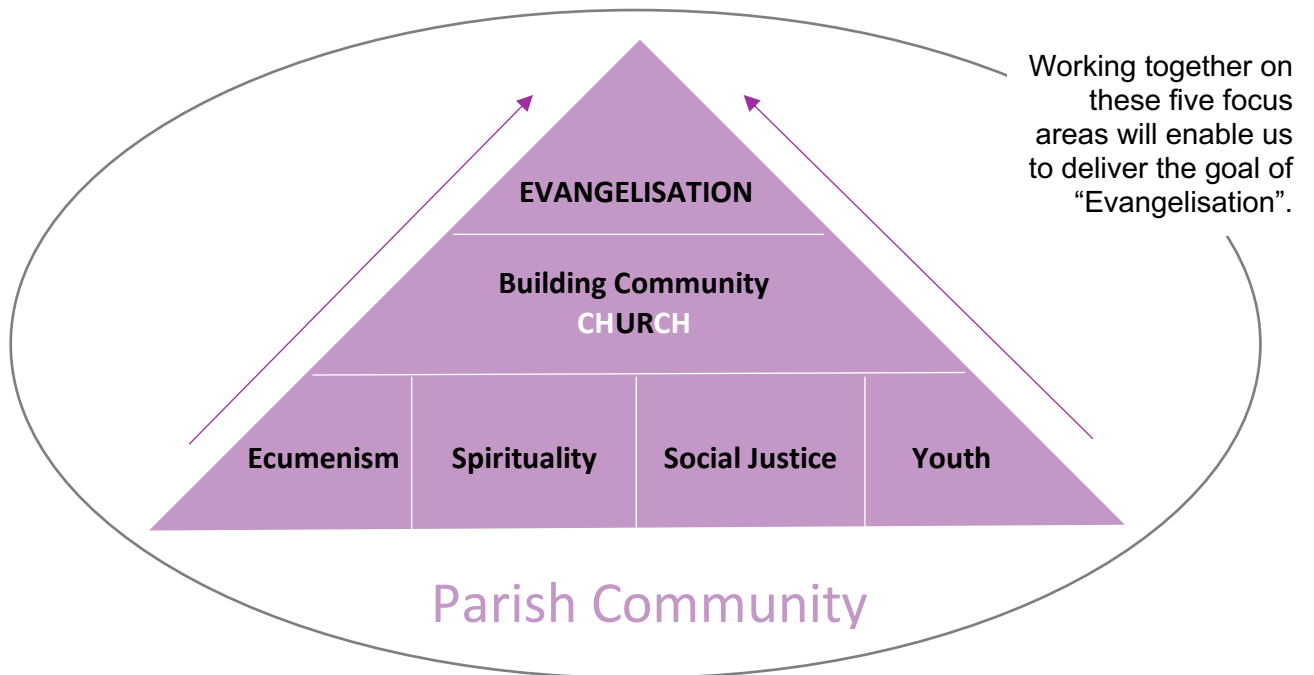 Working together on
these five focus
areas will enable us
to deliver the goal of
“Evangelisation”.
EVANGELISATION
Building Community
CHURCH
Ecumenism Spirituality Social Justice Youth
Parish Community